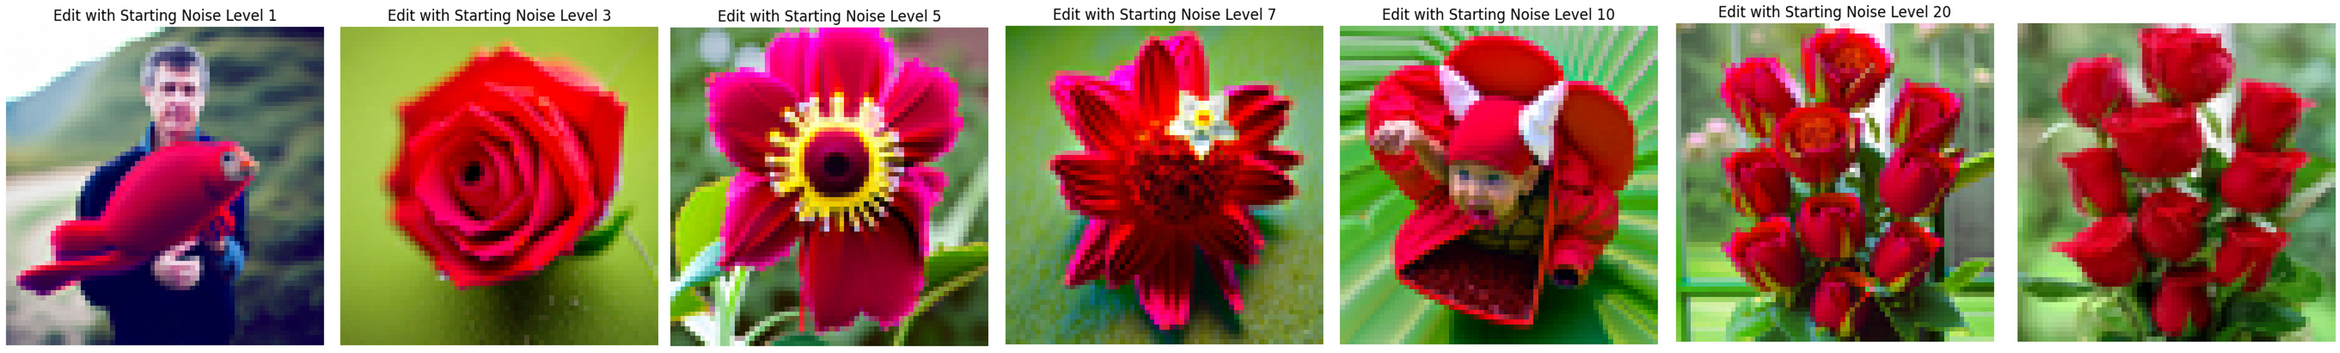 Edit with Starting Noise Level 1
Edit with Starting Noise Level 3
Edit with Starting Noise Level 5
Edit with Starting Noise Level 7
Edit with Starting Noise Level 10
Edit with Starting Noise Level 20